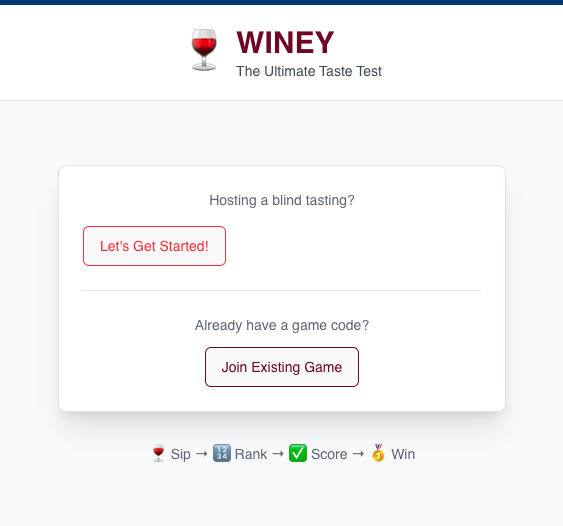 WINEY
The Ultimate Taste Test
Hosting a blind tasting?
Let's Get Started!
Already have a game code?
Join Existing Game
🍷 Sip → 🔢 Rank → ✅ Score → 🥇 Win